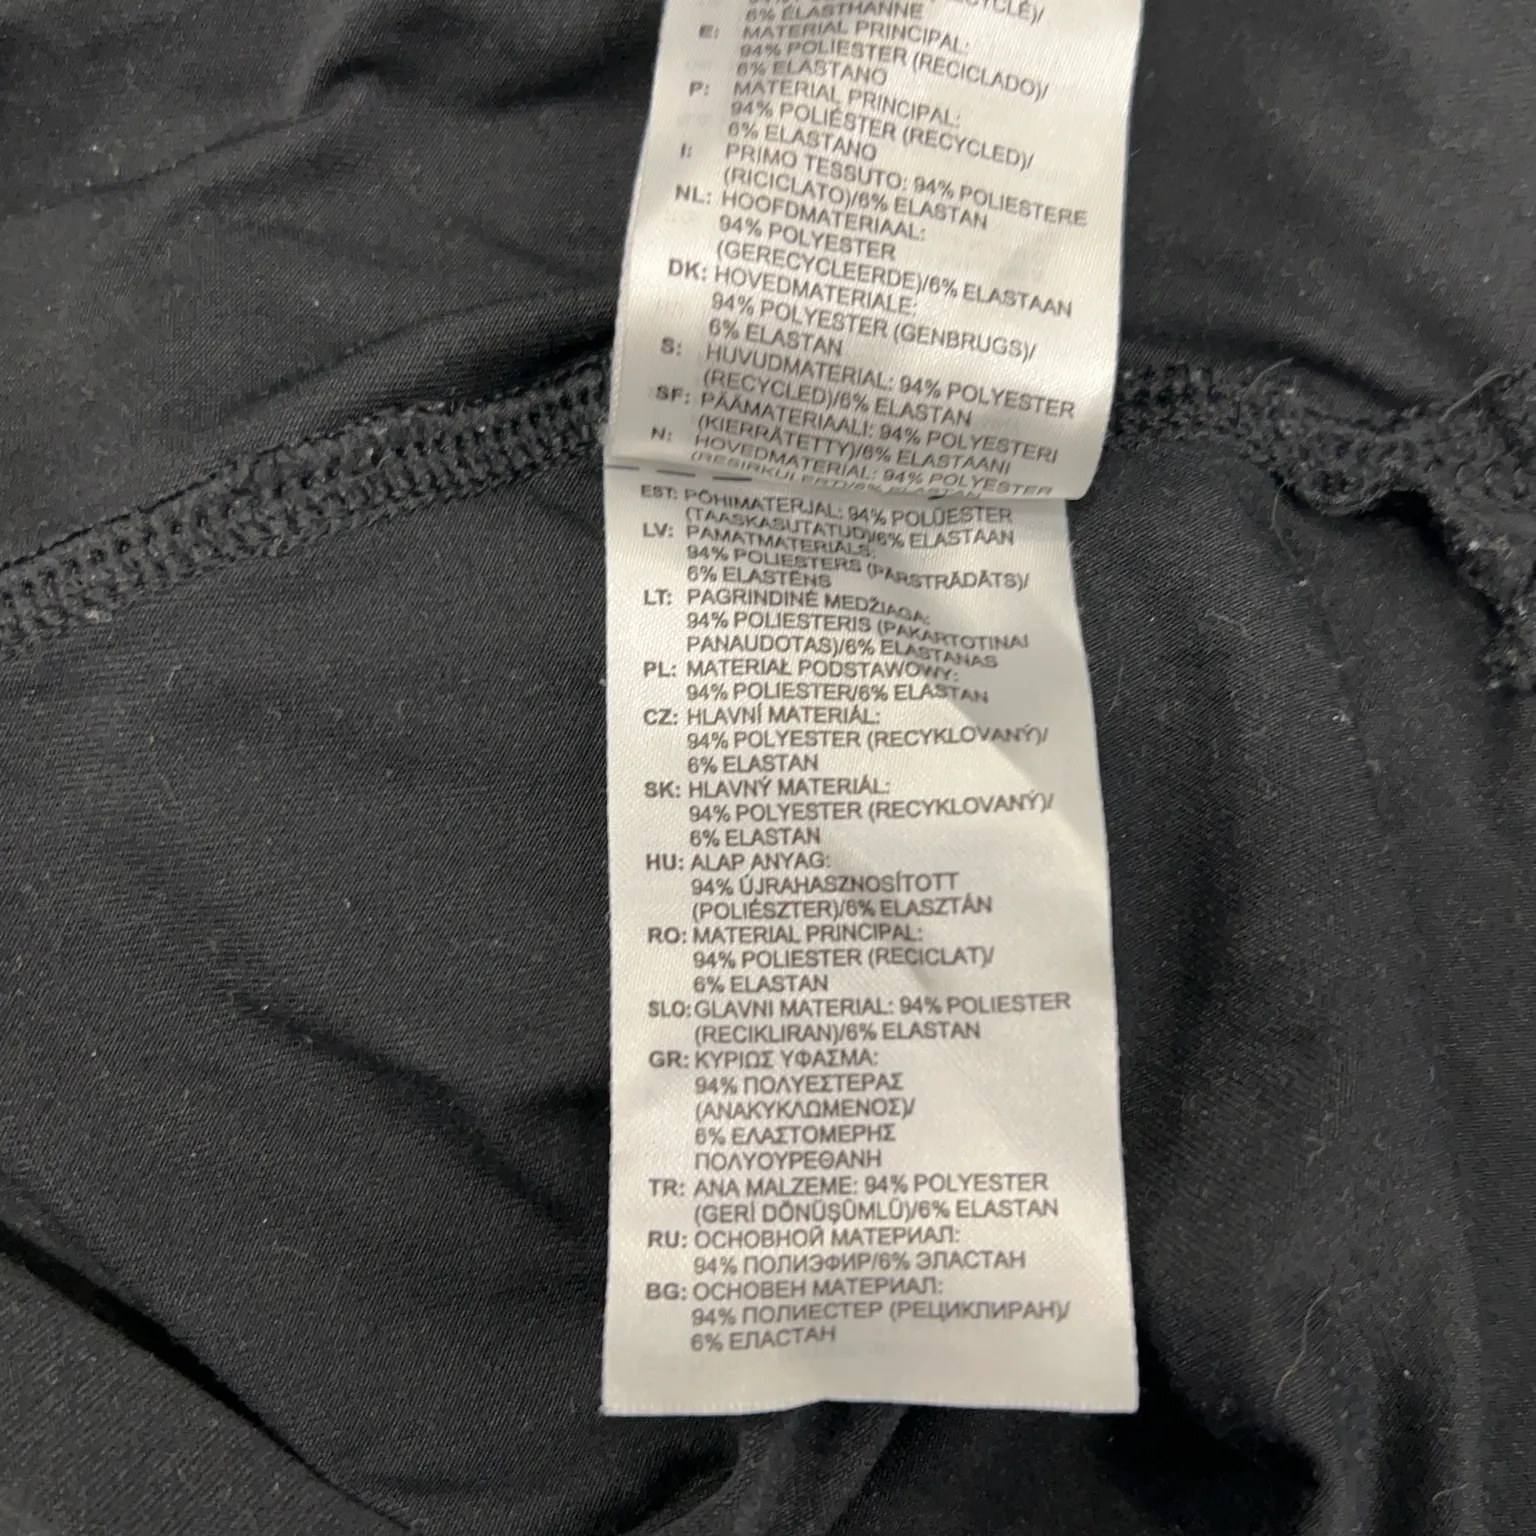 6% ÉLASTHANNE
E: MATERIAL PRINCIPAL:
94% POLIESTER (RECICLADO)/
6% ELASTANO
P: MATERIAL PRINCIPAL:
94% POLIÉSTER (RECYCLED)/
6% ELASTANO
I: PRIMO TESSUTO: 94% POLIESTERE
(RICICLATO)/6% ELASTAN
NL: HOOFDMATERIAAL:
94% POLYESTER
(GERECYCLEERDE)/6% ELASTAAN
DK: HOVEDMATERIALE:
94% POLYESTER (GENBRUGS)/
6% ELASTAN
S: HUVUDMATERIAL: 94% POLYESTER
(RECYCLED)/6% ELASTAN
SF: PÄÄMATERIAALI: 94% POLYESTERI
(KIERRÄTETTY)/6% ELASTAANI
N: HOVEDMATERIAL: 94% POLYESTER
(RESIRKULERT)/6% ELASTAN
EST: PÕHIMATERJAL: 94% POLÜESTER
(TAASKASUTATUD)/6% ELASTAAN
LV: PAMATMATERIĀLS:
94% POLIESTERS (PĀRSTRĀDĀTS)/
6% ELASTĒNS
LT: PAGRINDINĖ MEDŽIAGA:
94% POLIESTERIS (PAKARTOTINAI
PANAUDOTAS)/6% ELASTANAS
PL: MATERIAŁ PODSTAWOWY:
94% POLIESTER/6% ELASTAN
CZ: HLAVNÍ MATERIÁL:
94% POLYESTER (RECYKLOVANÝ)/
6% ELASTAN
SK: HLAVNÝ MATERIÁL:
94% POLYESTER (RECYKLOVANÝ)/
6% ELASTAN
HU: ALAP ANYAG:
94% ÚJRAHASZNOSÍTOTT
(POLIÉSZTER)/6% ELASZTÁN
RO: MATERIAL PRINCIPAL:
94% POLIESTER (RECICLAT)/
6% ELASTAN
SLO: GLAVNI MATERIAL: 94% POLIESTER
(RECIKLIRAN)/6% ELASTAN
GR: ΚΥΡΙΩΣ ΥΦΑΣΜΑ:
94% ΠΟΛΥΕΣΤΕΡΑΣ
(ΑΝΑΚΥΚΛΩΜΕΝΟΣ)/
6% ΕΛΑΣΤΟΜΕΡΗΣ
ΠΟΛΥΟΥΡΕΘΑΝΗ
TR: ANA MALZEME: 94% POLYESTER
(GERİ DÖNÜŞÜMLÜ)/6% ELASTAN
RU: ОСНОВНОЙ МАТЕРИАЛ:
94% ПОЛИЭФИР/6% ЭЛАСТАН
BG: ОСНОВЕН МАТЕРИАЛ:
94% ПОЛИЕСТЕР (РЕЦИКЛИРАН)/
6% ЕЛАСТАН